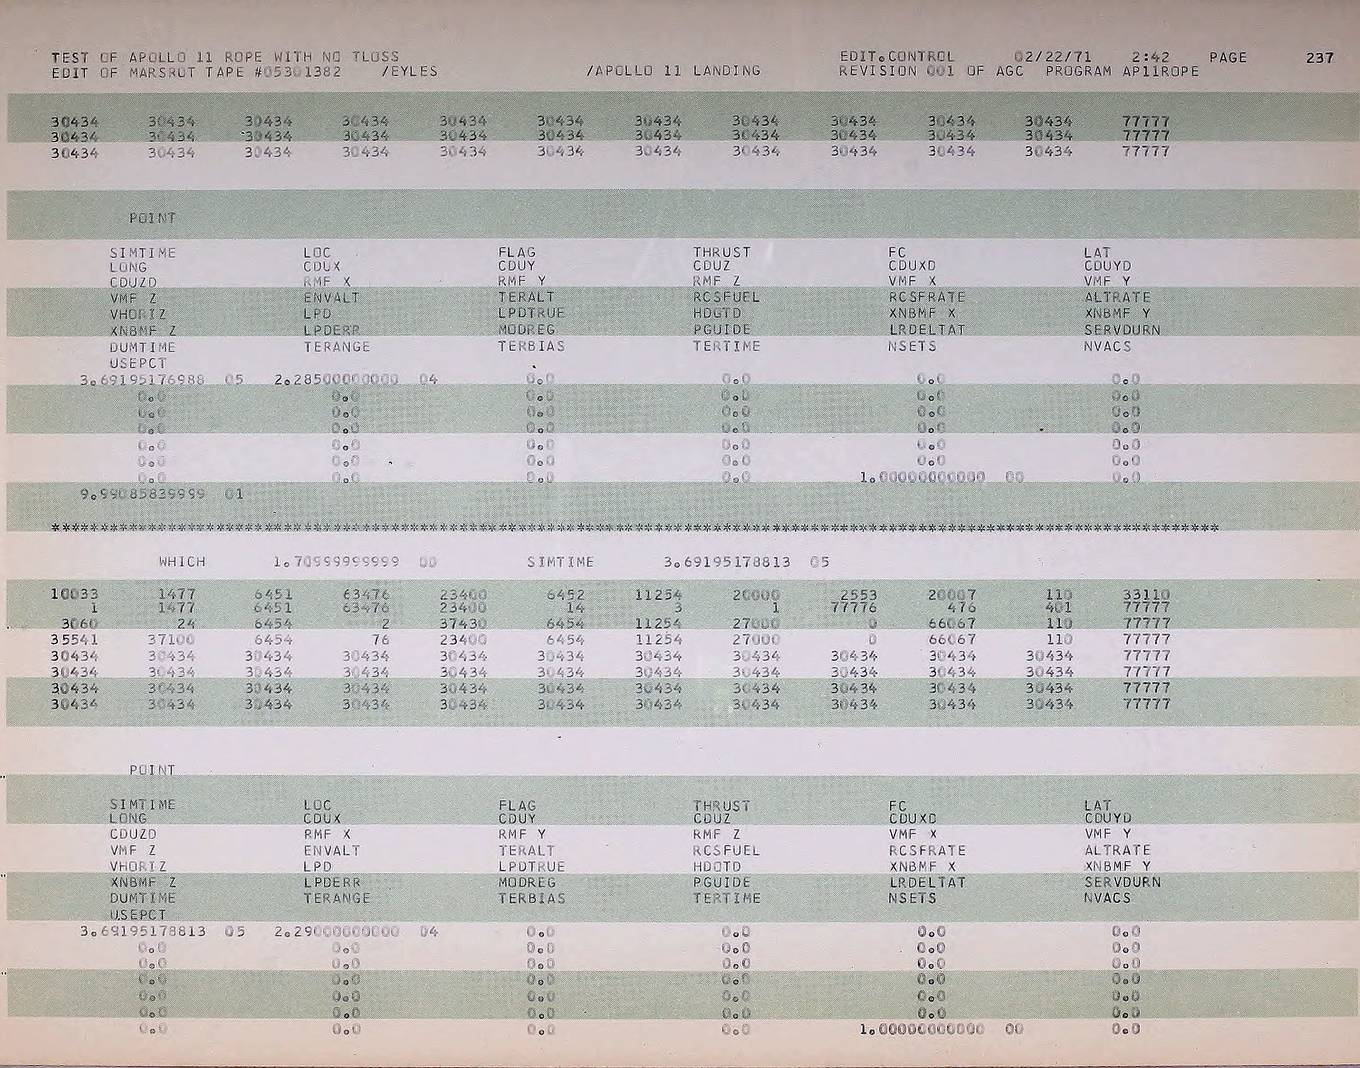 TEST OF APOLLO 11 ROPE WITH NO TLOSS EDIT.CONTROL 02/22/71 2:42 PAGE 237
EDIT OF MARSROT TAPE #05301382 /EYLES /APOLLO 11 LANDING REVISION 001 OF AGC PROGRAM AP11ROPE
30434 30434 30434 30434 30434 30434 30434 30434 30434 30434 30434 77777
30434 30434 30434 30434 30434 30434 30434 30434 30434 30434 30434 77777
30434 30434 30434 30434 30434 30434 30434 30434 30434 30434 30434 77777
POINT
SIMTIME LOC FLAG THRUST FC LAT
LONG CDUX CDUY CDUZ CDUXD CDUYD
CDUZD RMF X RMF Y RMF Z VMF X VMF Y
VMF Z ENVALT TERALT RCSFUEL RCSFRATE ALTRATE
VHORIZ LPD LPDTRUE HDOTD XNBMF X XNBMF Y
XNBMF Z LPDERR MODREG PGUIDE LRDELTAT SERVDURN
DUMTIME TERANGE TERBIAS TERTIME NSETS NVACS
USEPCT
3.69195176988 05 2.28500000000 04 0.0 0.0 0.0 0.0
0.0 0.0 0.0 0.0 0.0 0.0
0.0 0.0 0.0 0.0 0.0 0.0
0.0 0.0 0.0 0.0 0.0 0.0
0.0 0.0 0.0 0.0 0.0 0.0
0.0 0.0 0.0 0.0 0.0 0.0
0.0 0.0 0.0 0.0 1.00000000000 00 0.0
9.99085839999 01
************************************************************************************************************************
WHICH 1.70999999999 00 SIMTIME 3.69195178813 05
10033 1477 6451 63476 23400 6452 11254 20000 2553 20007 110 33110
1 1477 6451 63476 23400 14 3 1 77776 476 401 77777
3060 24 6454 2 37430 6454 11254 27000 0 66067 110 77777
35541 37100 6454 76 23400 6454 11254 27000 0 66067 110 77777
30434 30434 30434 30434 30434 30434 30434 30434 30434 30434 30434 77777
30434 30434 30434 30434 30434 30434 30434 30434 30434 30434 30434 77777
30434 30434 30434 30434 30434 30434 30434 30434 30434 30434 30434 77777
30434 30434 30434 30434 30434 30434 30434 30434 30434 30434 30434 77777
POINT
SIMTIME LOC FLAG THRUST FC LAT
LONG CDUX CDUY CDUZ CDUXD CDUYD
CDUZD RMF X RMF Y RMF Z VMF X VMF Y
VMF Z ENVALT TERALT RCSFUEL RCSFRATE ALTRATE
VHORIZ LPD LPDTRUE HDOTD XNBMF X XNBMF Y
XNBMF Z LPDERR MODREG PGUIDE LRDELTAT SERVDURN
DUMTIME TERANGE TERBIAS TERTIME NSETS NVACS
USEPCT
3.69195178813 05 2.29000000000 04 0.0 0.0 0.0 0.0
0.0 0.0 0.0 0.0 0.0 0.0
0.0 0.0 0.0 0.0 0.0 0.0
0.0 0.0 0.0 0.0 0.0 0.0
0.0 0.0 0.0 0.0 0.0 0.0
0.0 0.0 0.0 0.0 0.0 0.0
0.0 0.0 0.0 0.0 1.00000000000 00 0.0